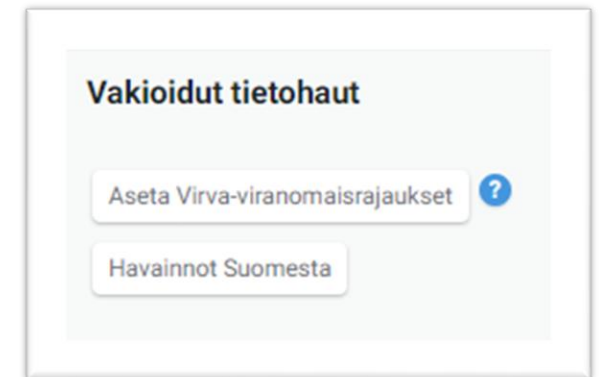 Vakioidut tietohaut
Aseta Virva-viranomaisrajaukset ?
Havainnot Suomesta